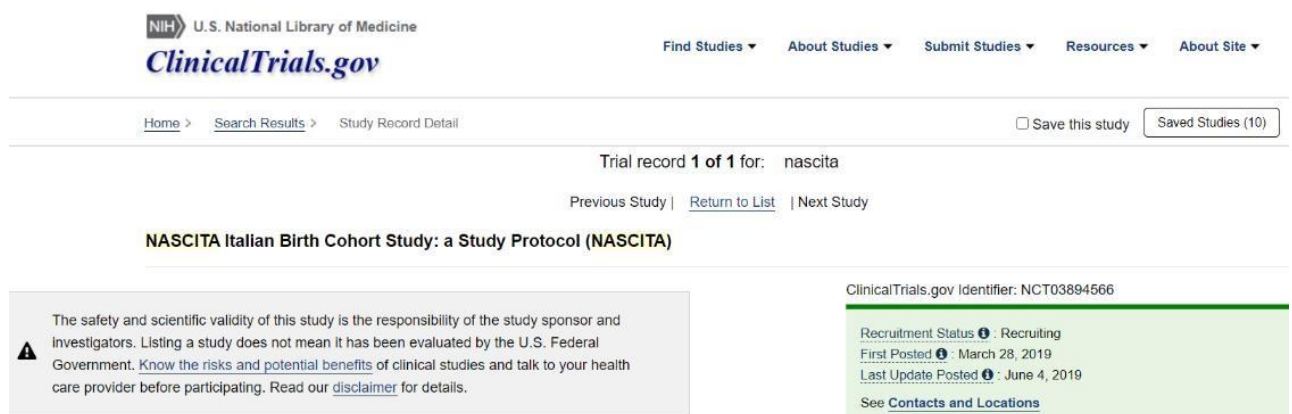 NIH U.S. National Library of Medicine
ClinicalTrials.gov
Find Studies About Studies Submit Studies Resources About Site
Home > Search Results > Study Record Detail
Save this study Saved Studies (10)
Trial record 1 of 1 for: nascita
Previous Study | Return to List | Next Study
NASCITA Italian Birth Cohort Study: a Study Protocol (NASCITA)
The safety and scientific validity of this study is the responsibility of the study sponsor and
investigators. Listing a study does not mean it has been evaluated by the U.S. Federal
Government. Know the risks and potential benefits of clinical studies and talk to your health
care provider before participating. Read our disclaimer for details.
ClinicalTrials.gov Identifier: NCT03894566
Recruitment Status : Recruiting
First Posted : March 28, 2019
Last Update Posted : June 4, 2019
See Contacts and Locations